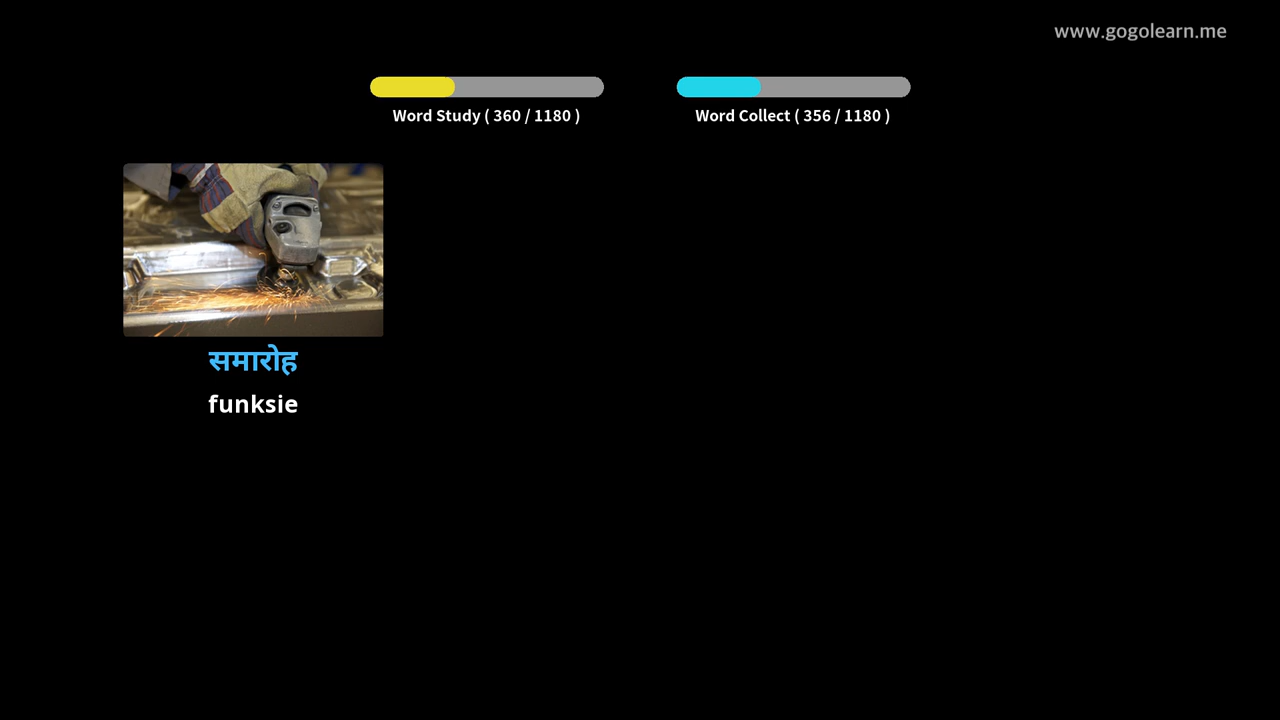 www.gogolearn.me
Word Study ( 360 / 1180 )
Word Collect ( 356 / 1180 )
समारोह
funksie